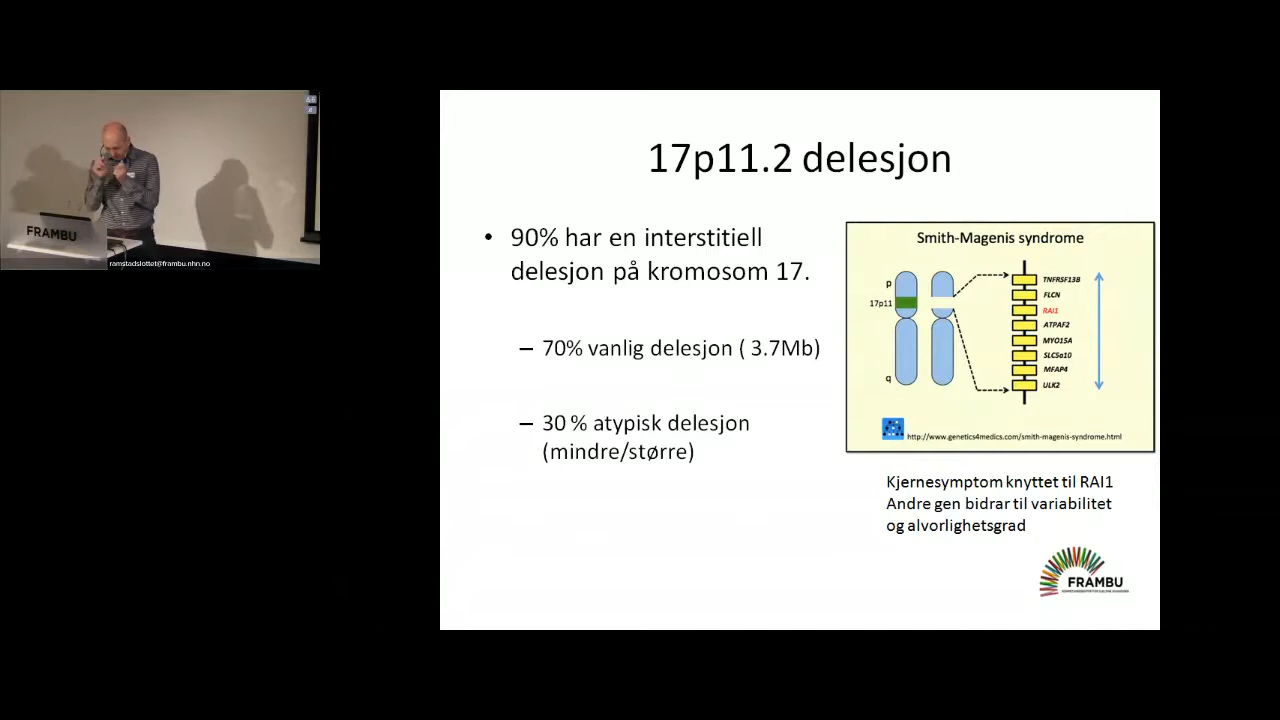 FRAMBU
ramstadslottet@frambu.nhn.no
17p11.2 delesjon
• 90% har en interstitiell
delesjon på kromosom 17.
– 70% vanlig delesjon ( 3.7Mb)
– 30 % atypisk delesjon
(mindre/større)
Smith-Magenis syndrome
p
17p11
q
TNFRSF13B
FLCN
RAI1
ATPAF2
MYO15A
SLC5a10
MFAP4
ULK2
http://www.genetics4medics.com/smith-magenis-syndrome.html
Kjernesymptom knyttet til RAI1
Andre gen bidrar til variabilitet
og alvorlighetsgrad
FRAMBU